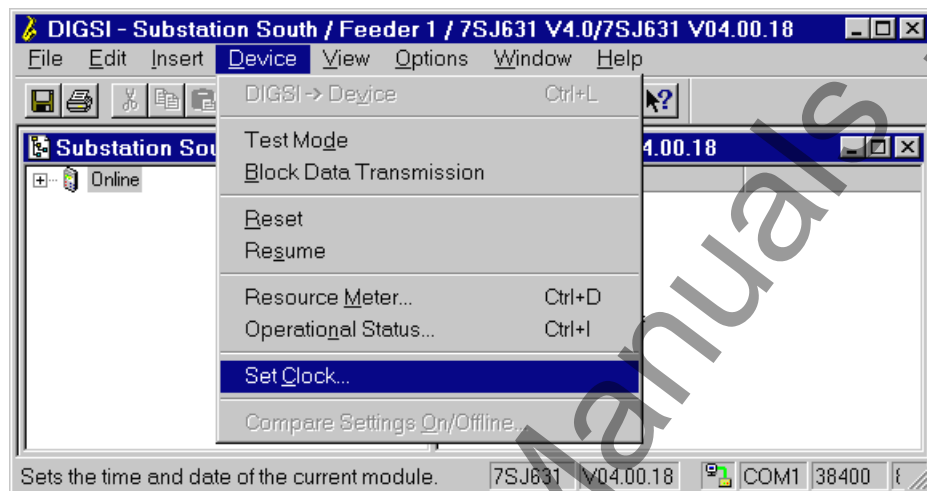 DIGSI - Substation South / Feeder 1 / 7SJ631 V4.0/7SJ631 V04.00.18
File Edit Insert Device View Options Window Help
DIGSI -> Device Ctrl+L
Test Mode
Substation Sou 4.00.18
Block Data Transmission
Online
Reset
Resume
Resource Meter... Ctrl+D
Operational Status... Ctrl+I
Set Clock...
Compare Settings On/Offline...
Sets the time and date of the current module. 7SJ631 V04.00.18 COM1 38400
Manuals